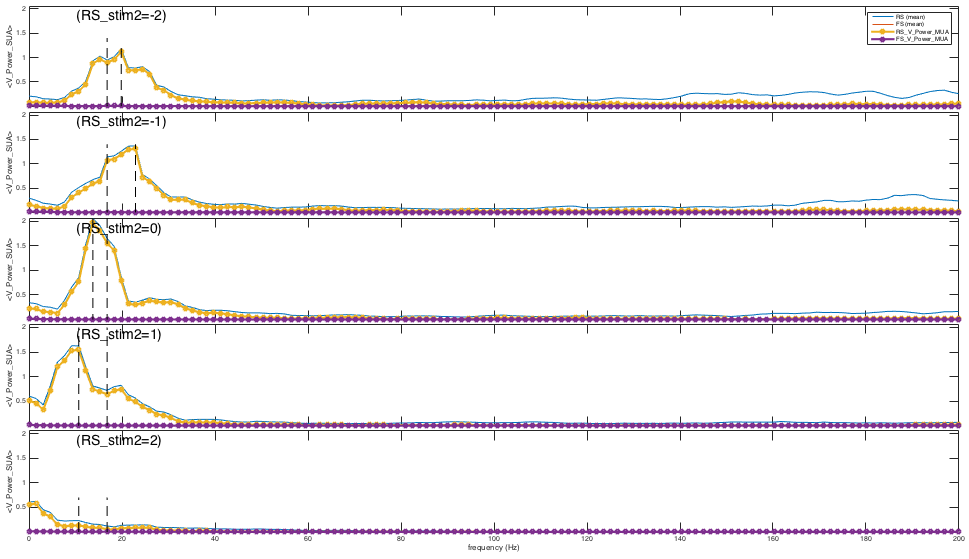 (RS_stim2=-2)
2
1.5
1
0.5
<V_Power_SUA>
RS (mean)
FS (mean)
RS_V_Power_MUA
FS_V_Power_MUA
(RS_stim2=-1)
2
1.5
1
0.5
<V_Power_SUA>
(RS_stim2=0)
2
1.5
1
0.5
<V_Power_SUA>
(RS_stim2=1)
2
1.5
1
0.5
<V_Power_SUA>
(RS_stim2=2)
2
1.5
1
0.5
<V_Power_SUA>
0 20 40 60 80 100 120 140 160 180 200
frequency (Hz)